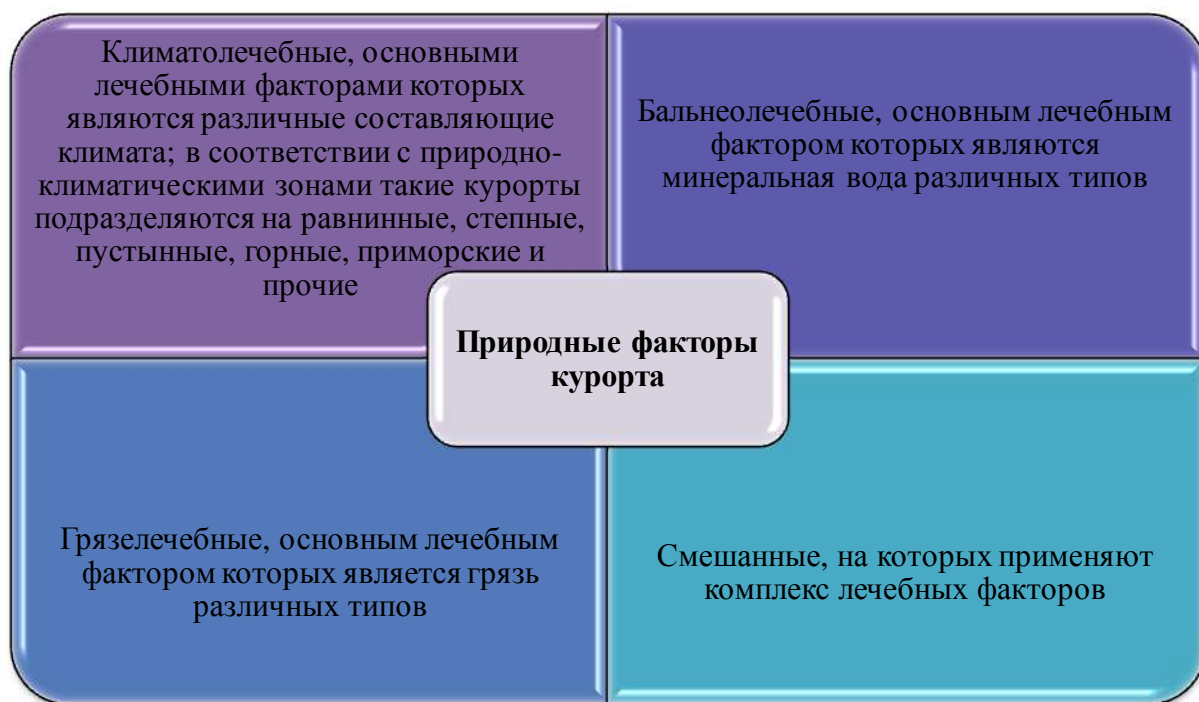 Климатолечебные, основными
лечебными факторами которых
являются различные составляющие
климата; в соответствии с природно-
климатическими зонами такие курорты
подразделяются на равнинные, степные,
пустынные, горные, приморские и
прочие
Бальнеолечебные, основным лечебным
фактором которых являются
минеральная вода различных типов
Природные факторы
курорта
Грязелечебные, основным лечебным
фактором которых является грязь
различных типов
Смешанные, на которых применяют
комплекс лечебных факторов